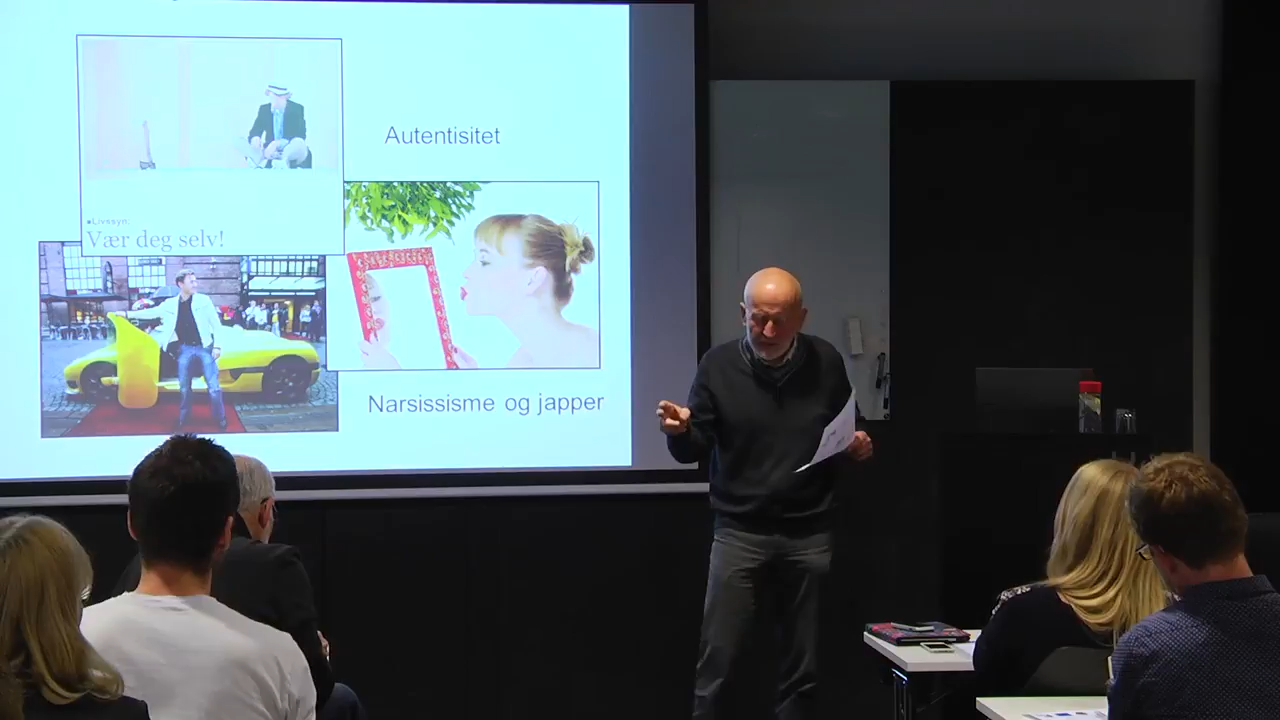 Autentisitet
▪Livssyn:
Vær deg selv!
Narsissisme og japper